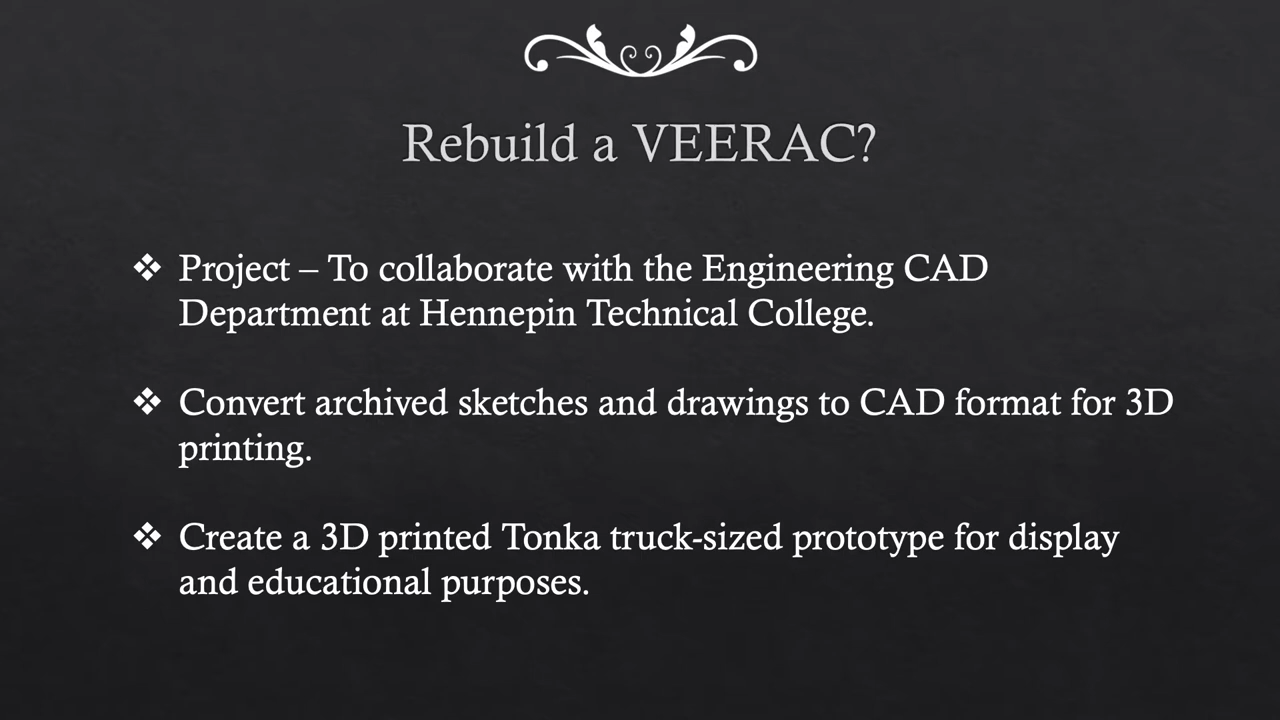 Rebuild a VEERAC?
❖ Project – To collaborate with the Engineering CAD
Department at Hennepin Technical College.
❖ Convert archived sketches and drawings to CAD format for 3D
printing.
❖ Create a 3D printed Tonka truck-sized prototype for display
and educational purposes.